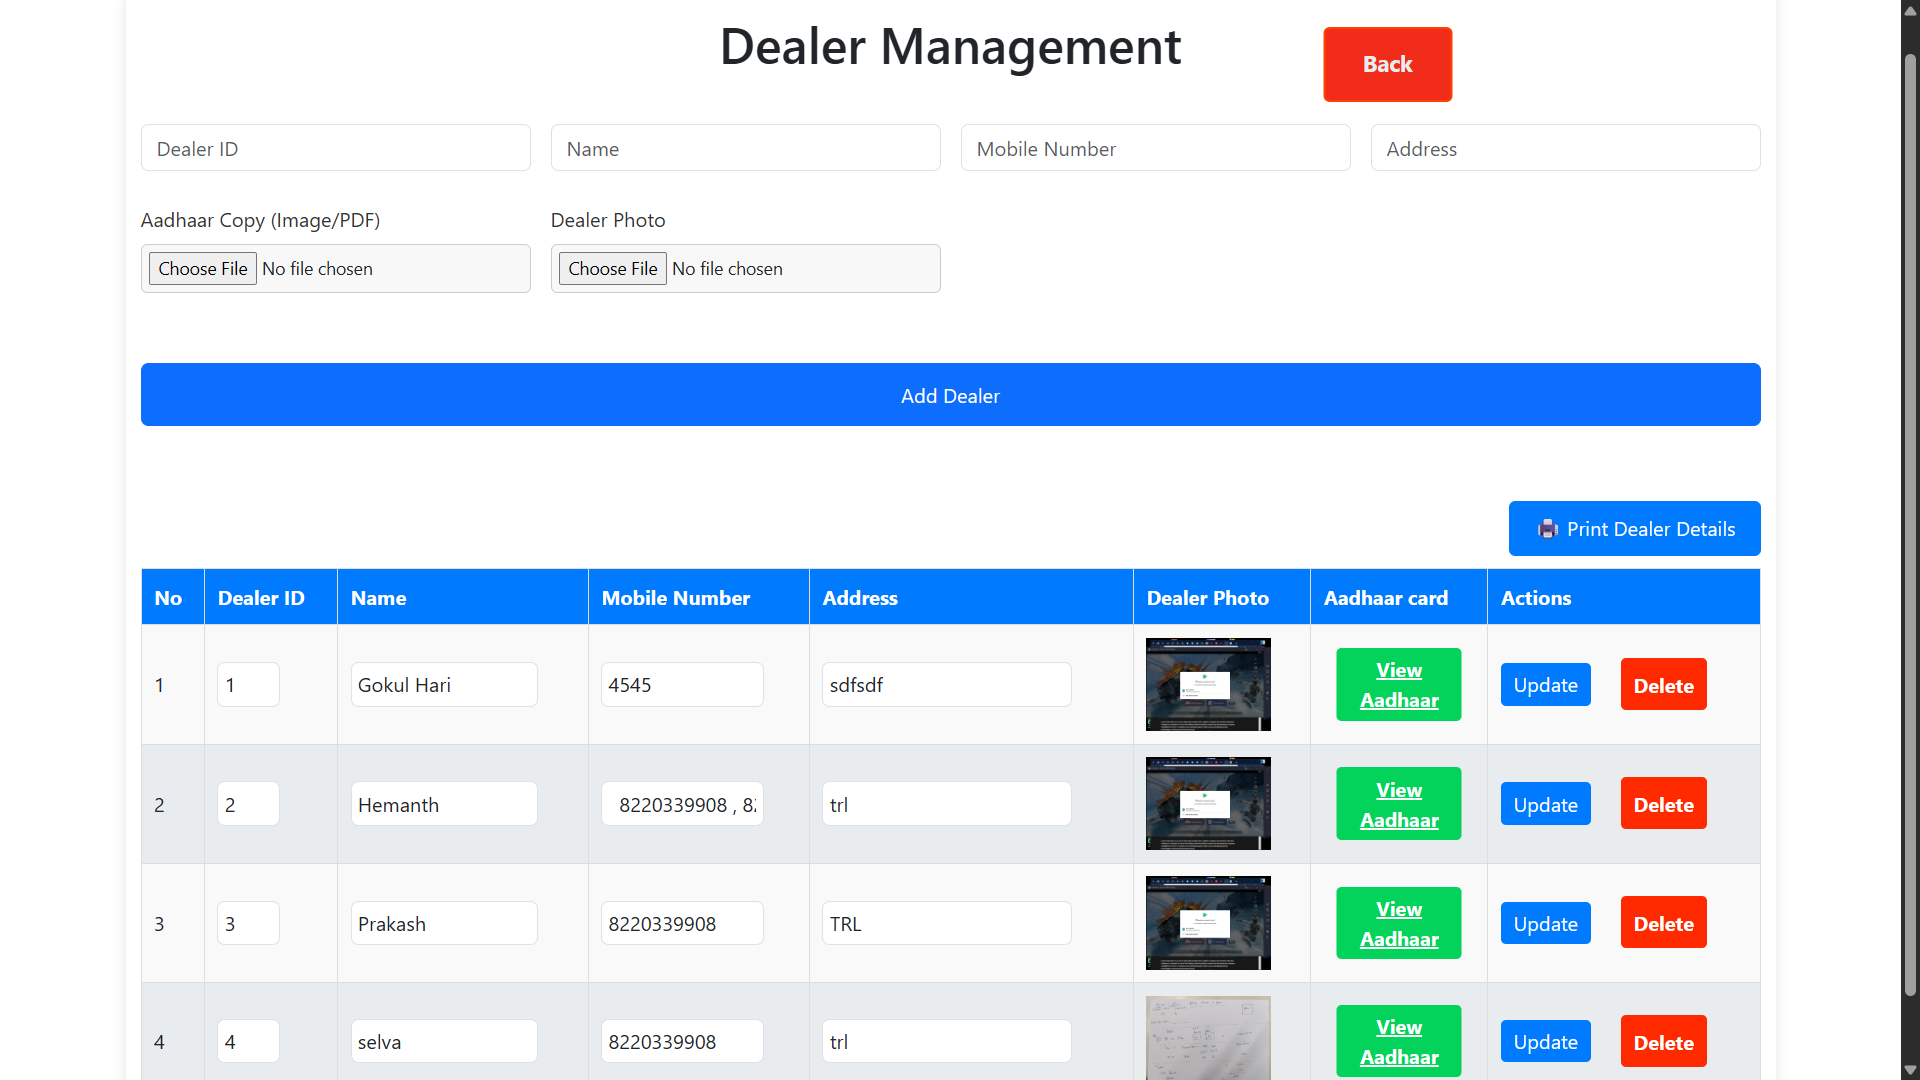 Dealer Management
Back
Dealer ID
Name
Mobile Number
Address
Aadhaar Copy (Image/PDF)
Dealer Photo
Choose File No file chosen
Choose File No file chosen
Add Dealer
Print Dealer Details
No Dealer ID Name Mobile Number Address Dealer Photo Aadhaar card Actions
1 1 Gokul Hari 4545 sdfsdf View Aadhaar Update Delete
2 2 Hemanth 8220339908 , 82 trl View Aadhaar Update Delete
3 3 Prakash 8220339908 TRL View Aadhaar Update Delete
4 4 selva 8220339908 trl View Aadhaar Update Delete